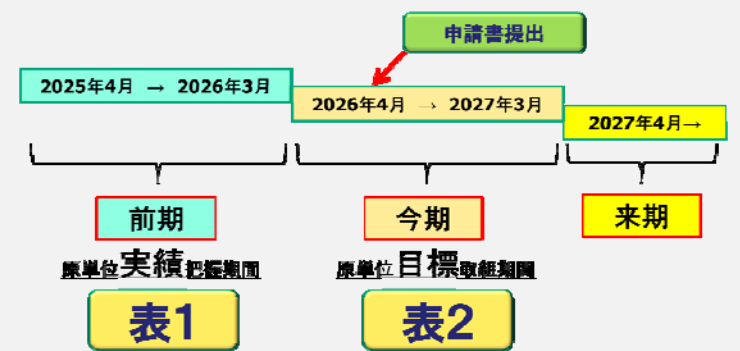 申請書提出
2025年4月 → 2026年3月
2026年4月 → 2027年3月
2027年4月→
前期
今期
来期
原単位実績把握期間
原単位目標取組期間
表1
表2